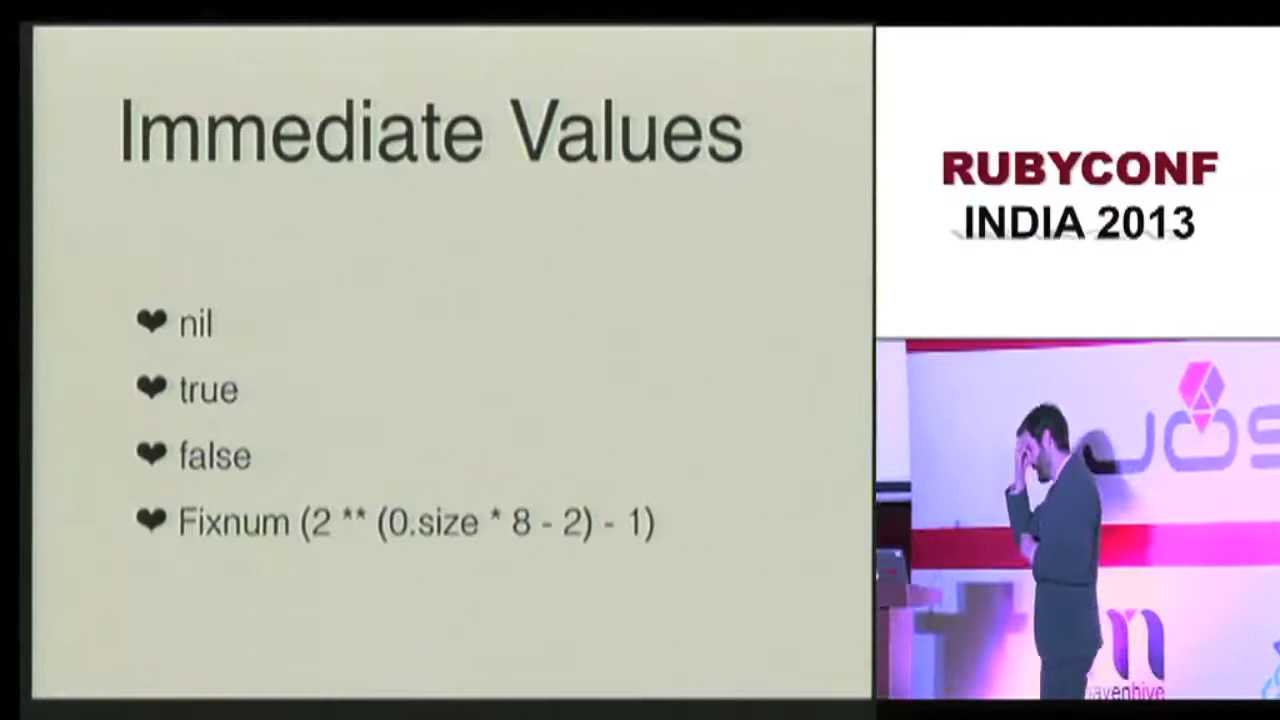 Immediate Values
❤ nil
❤ true
❤ false
❤ Fixnum (2 ** (0.size * 8 - 2) - 1)
RUBYCONF
INDIA 2013